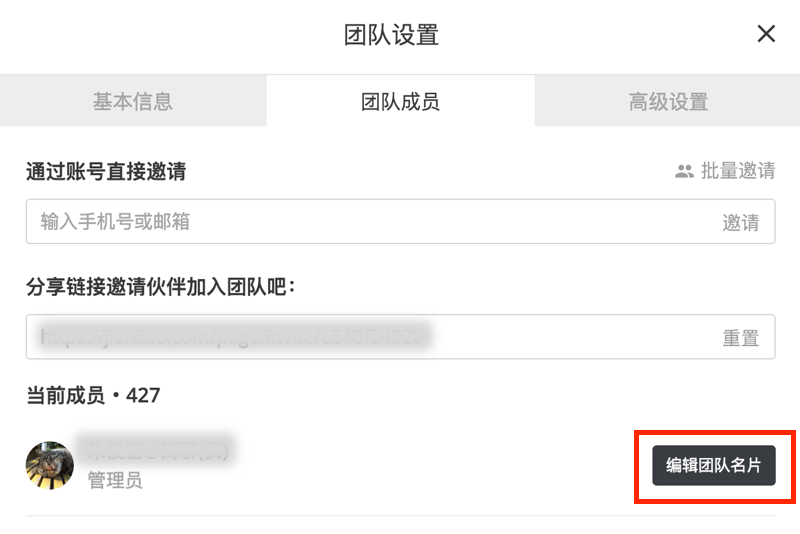 团队设置
基本信息
团队成员
高级设置
通过账号直接邀请
批量邀请
输入手机号或邮箱
邀请
分享链接邀请伙伴加入团队吧：
重置
当前成员·427
管理员
编辑团队名片